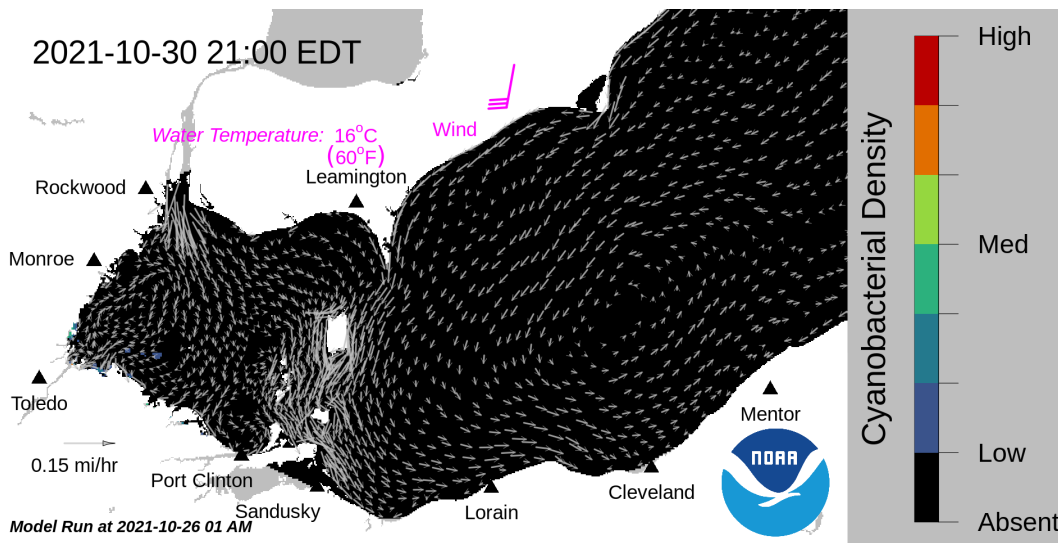 2021-10-30 21:00 EDT
Water Temperature: 16°C
(60°F)
Wind
Leamington
Rockwood
Monroe
Toledo
0.15 mi/hr
Port Clinton
Sandusky
Lorain
Cleveland
Mentor
NOAA
Model Run at 2021-10-26 01 AM
Cyanobacterial Density
High
Med
Low
Absent